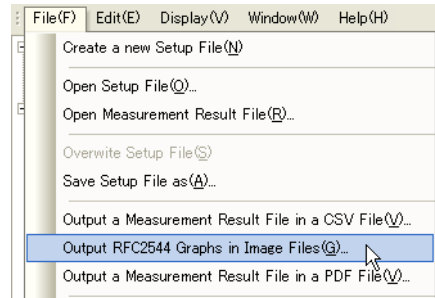 File(F) Edit(E) Display(V) Window(W) Help(H)
Create a new Setup File(N)
Open Setup File(O)...
Open Measurement Result File(R)...
Overwite Setup File(S)
Save Setup File as(A)...
Output a Measurement Result File in a CSV File(V)...
Output RFC2544 Graphs in Image Files(G)...
Output a Measurement Result File in a PDF File(V)...